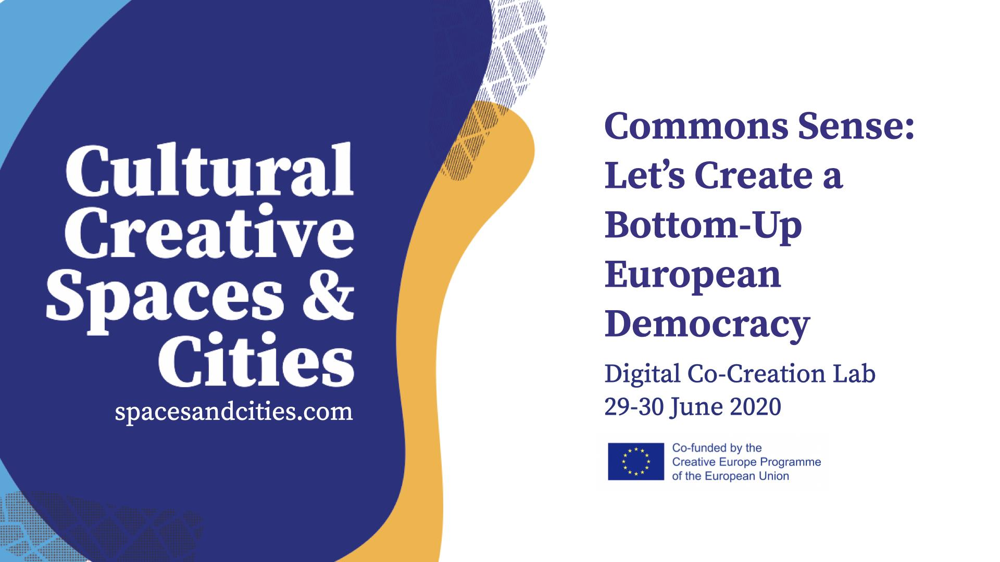 Cultural
Creative
Spaces &
Cities
spacesandcities.com
Commons Sense:
Let’s Create a
Bottom-Up
European
Democracy
Digital Co-Creation Lab
29-30 June 2020
Co-funded by the
Creative Europe Programme
of the European Union